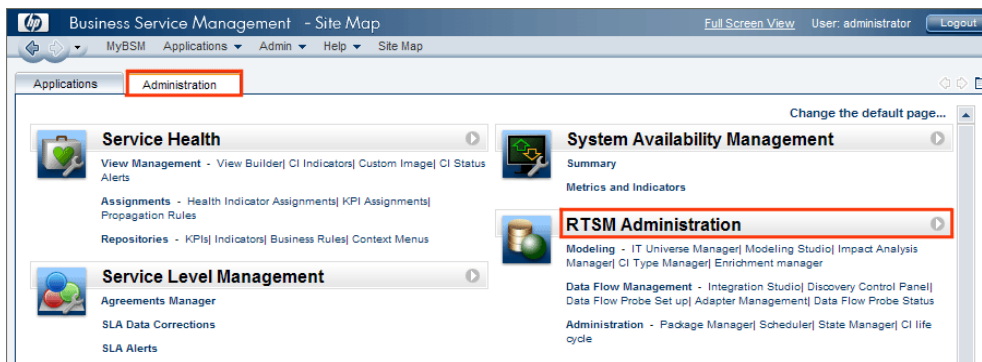 hp Business Service Management - Site Map Full Screen View User: administrator Logout
MyBSM Applications Admin Help Site Map
Applications Administration
Change the default page...
Service Health
View Management - View Builder| CI Indicators| Custom Image| CI Status
Alerts
Assignments - Health Indicator Assignments| KPI Assignments|
Propagation Rules
Repositories - KPIs| Indicators| Business Rules| Context Menus
Service Level Management
Agreements Manager
SLA Data Corrections
SLA Alerts
System Availability Management
Summary
Metrics and Indicators
RTSM Administration
Modeling - IT Universe Manager| Modeling Studio| Impact Analysis
Manager| CI Type Manager| Enrichment manager
Data Flow Management - Integration Studio| Discovery Control Panel|
Data Flow Probe Set up| Adapter Management| Data Flow Probe Status
Administration - Package Manager| Scheduler| State Manager| CI life
cycle